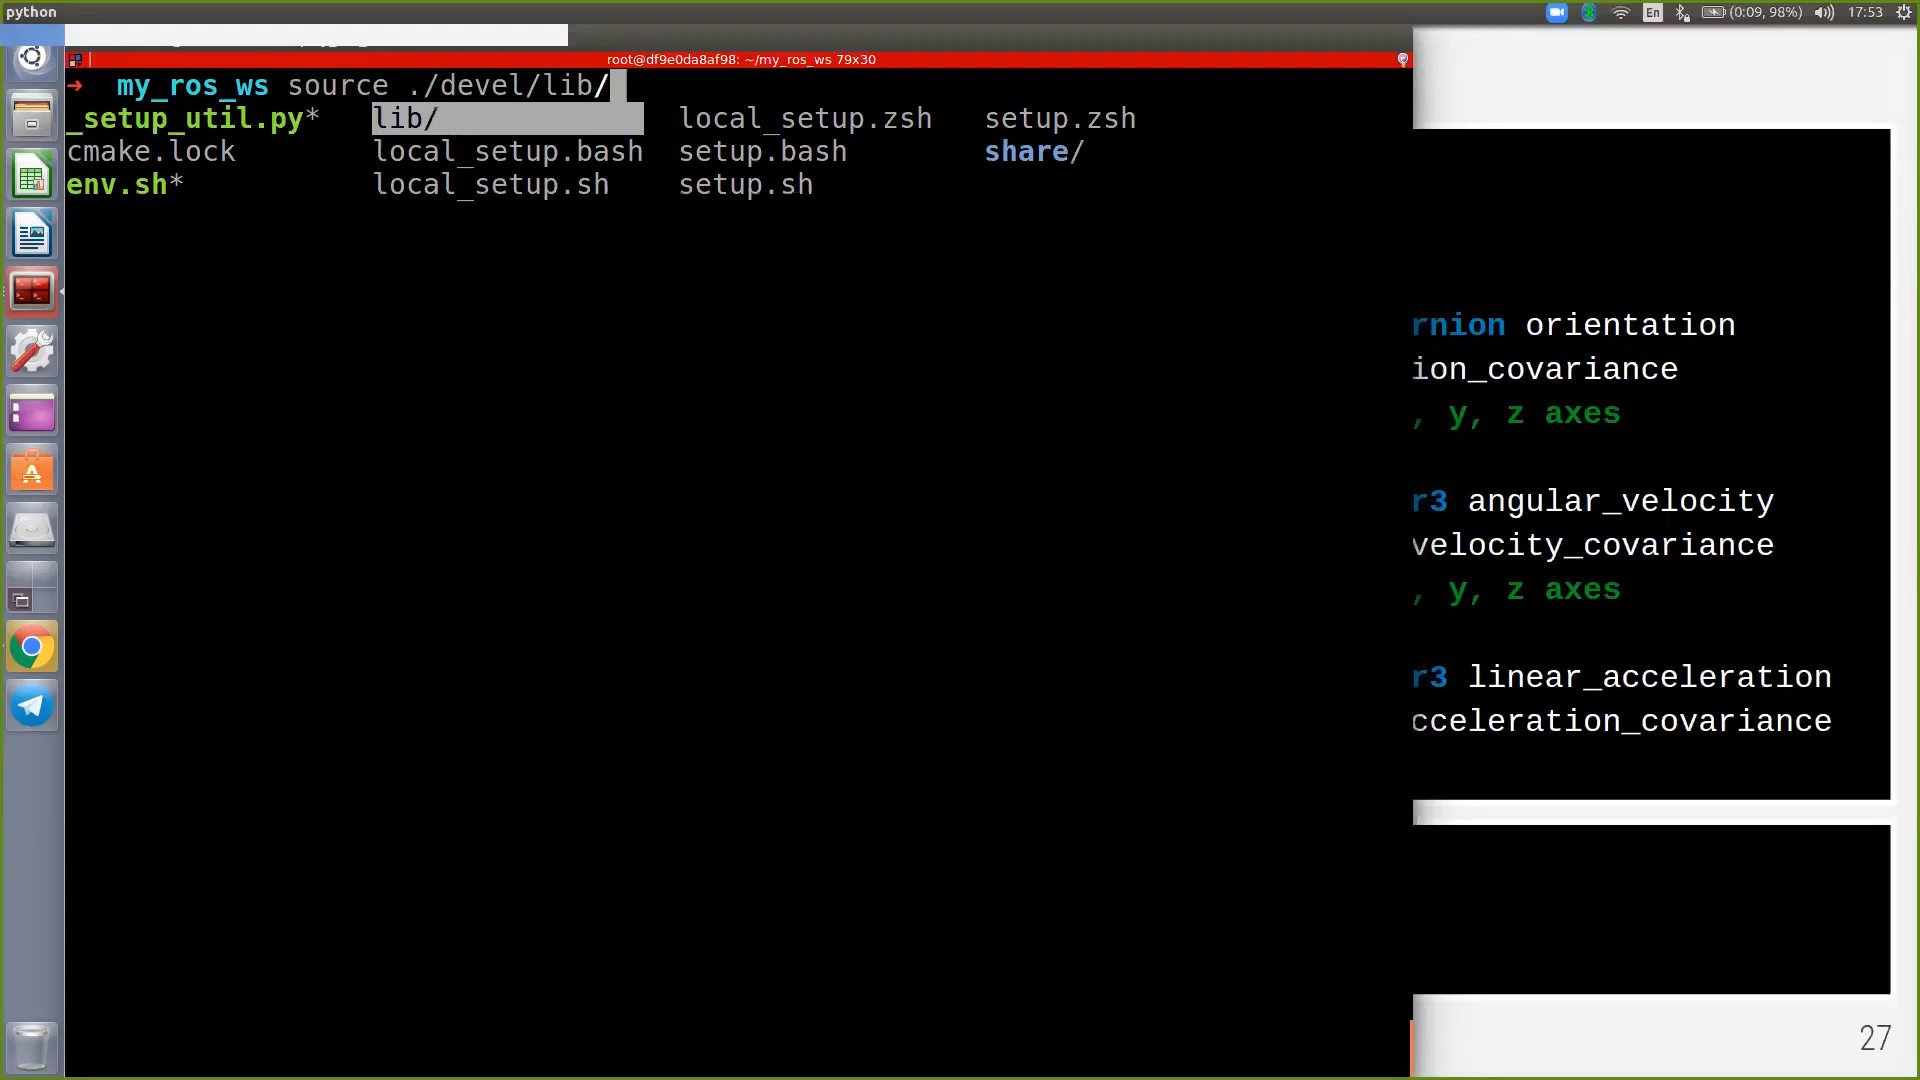 python
En
(0:09, 98%)
17:53
root@df9e0da8af98: ~/my_ros_ws 79x30
→ my_ros_ws source ./devel/lib/
_setup_util.py* lib/ local_setup.zsh setup.zsh
cmake.lock local_setup.bash setup.bash share/
env.sh* local_setup.sh setup.sh
rnion orientation
ion_covariance
, y, z axes
r3 angular_velocity
velocity_covariance
, y, z axes
r3 linear_acceleration
cceleration_covariance
27